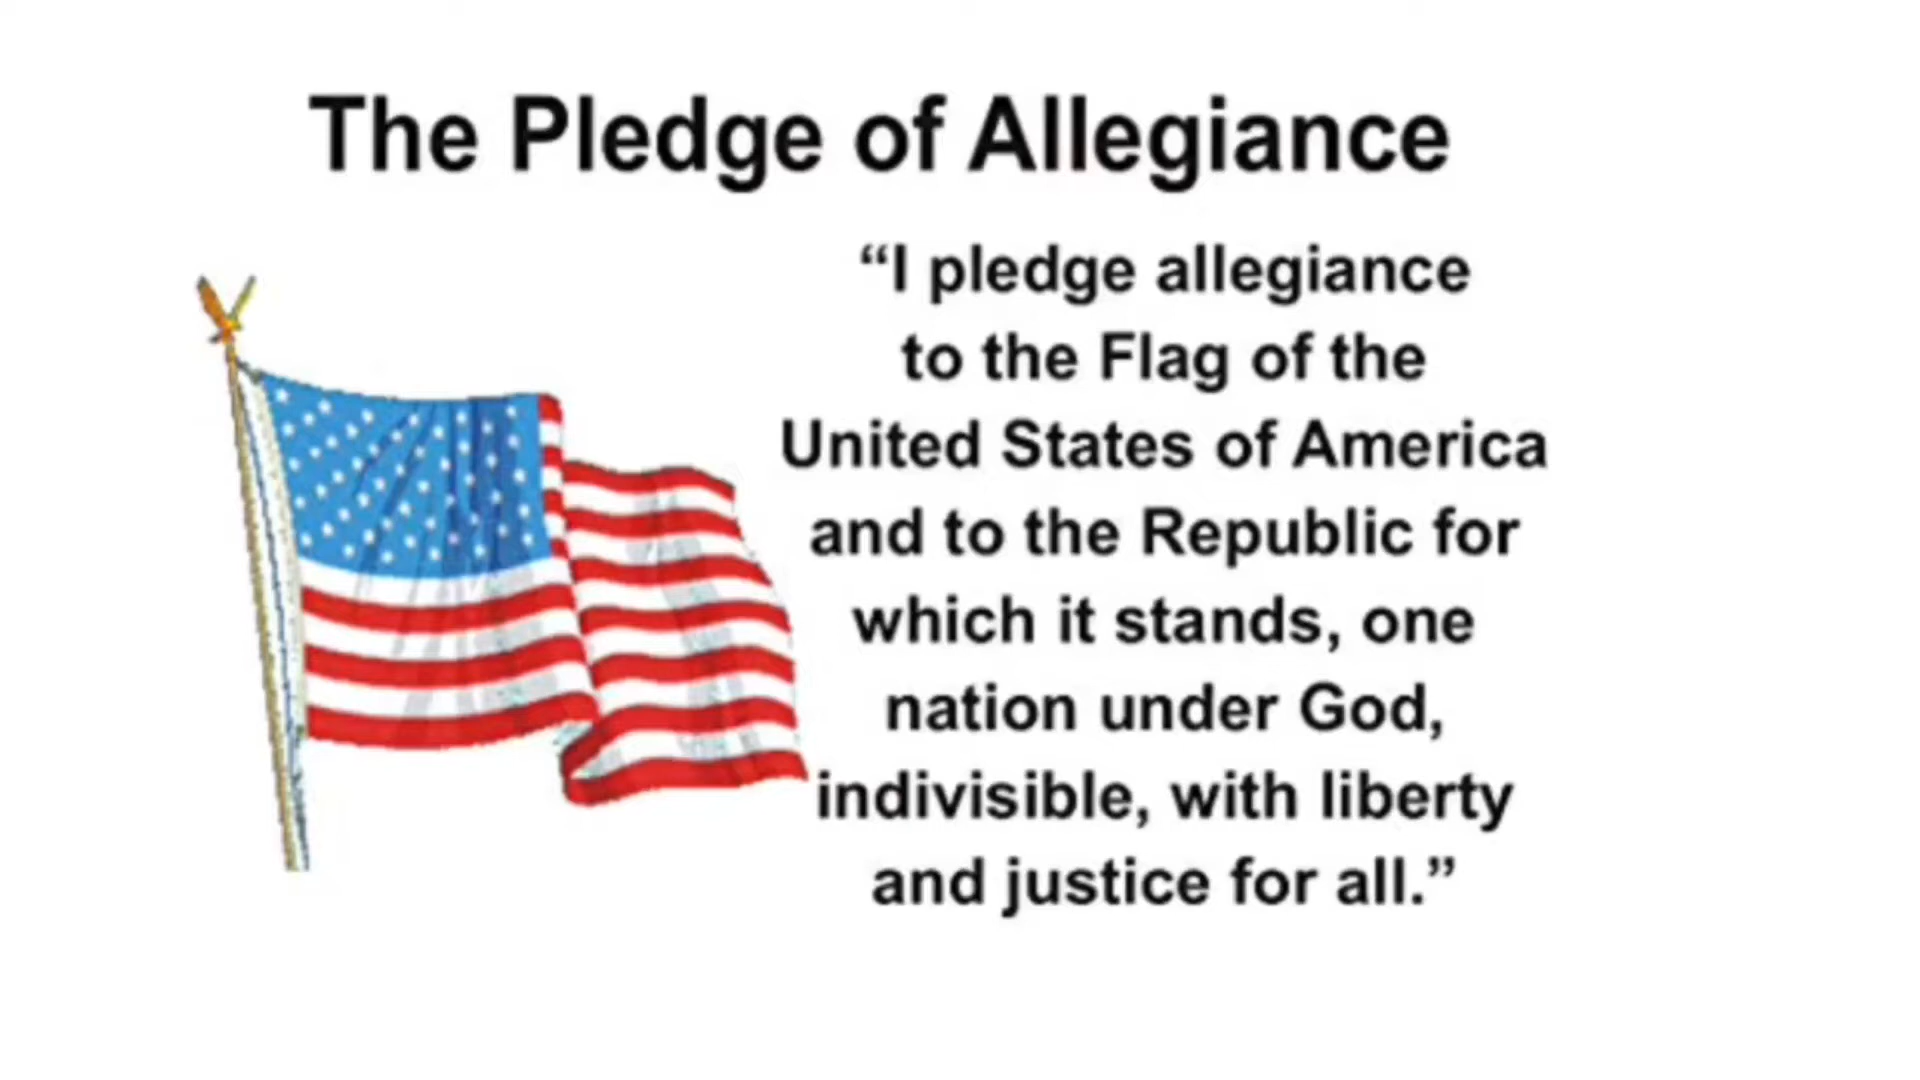 The Pledge of Allegiance
“I pledge allegiance
to the Flag of the
United States of America
and to the Republic for
which it stands, one
nation under God,
indivisible, with liberty
and justice for all.”